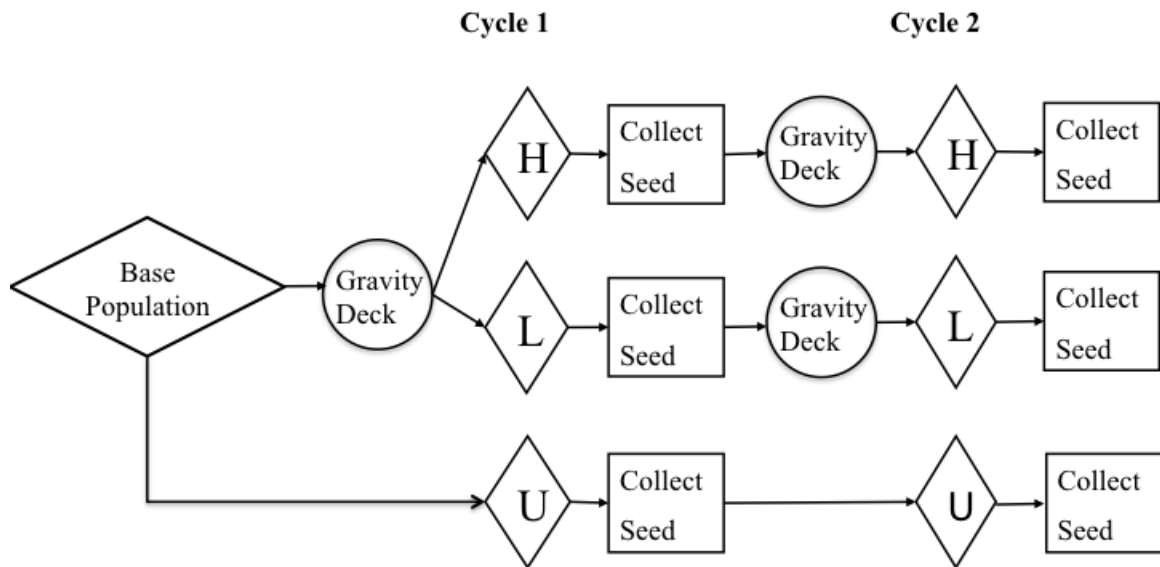 Cycle 1
Cycle 2
H
Collect
Seed
Gravity
Deck
H
Collect
Seed
Base
Population
Gravity
Deck
L
Collect
Seed
Gravity
Deck
L
Collect
Seed
U
Collect
Seed
U
Collect
Seed